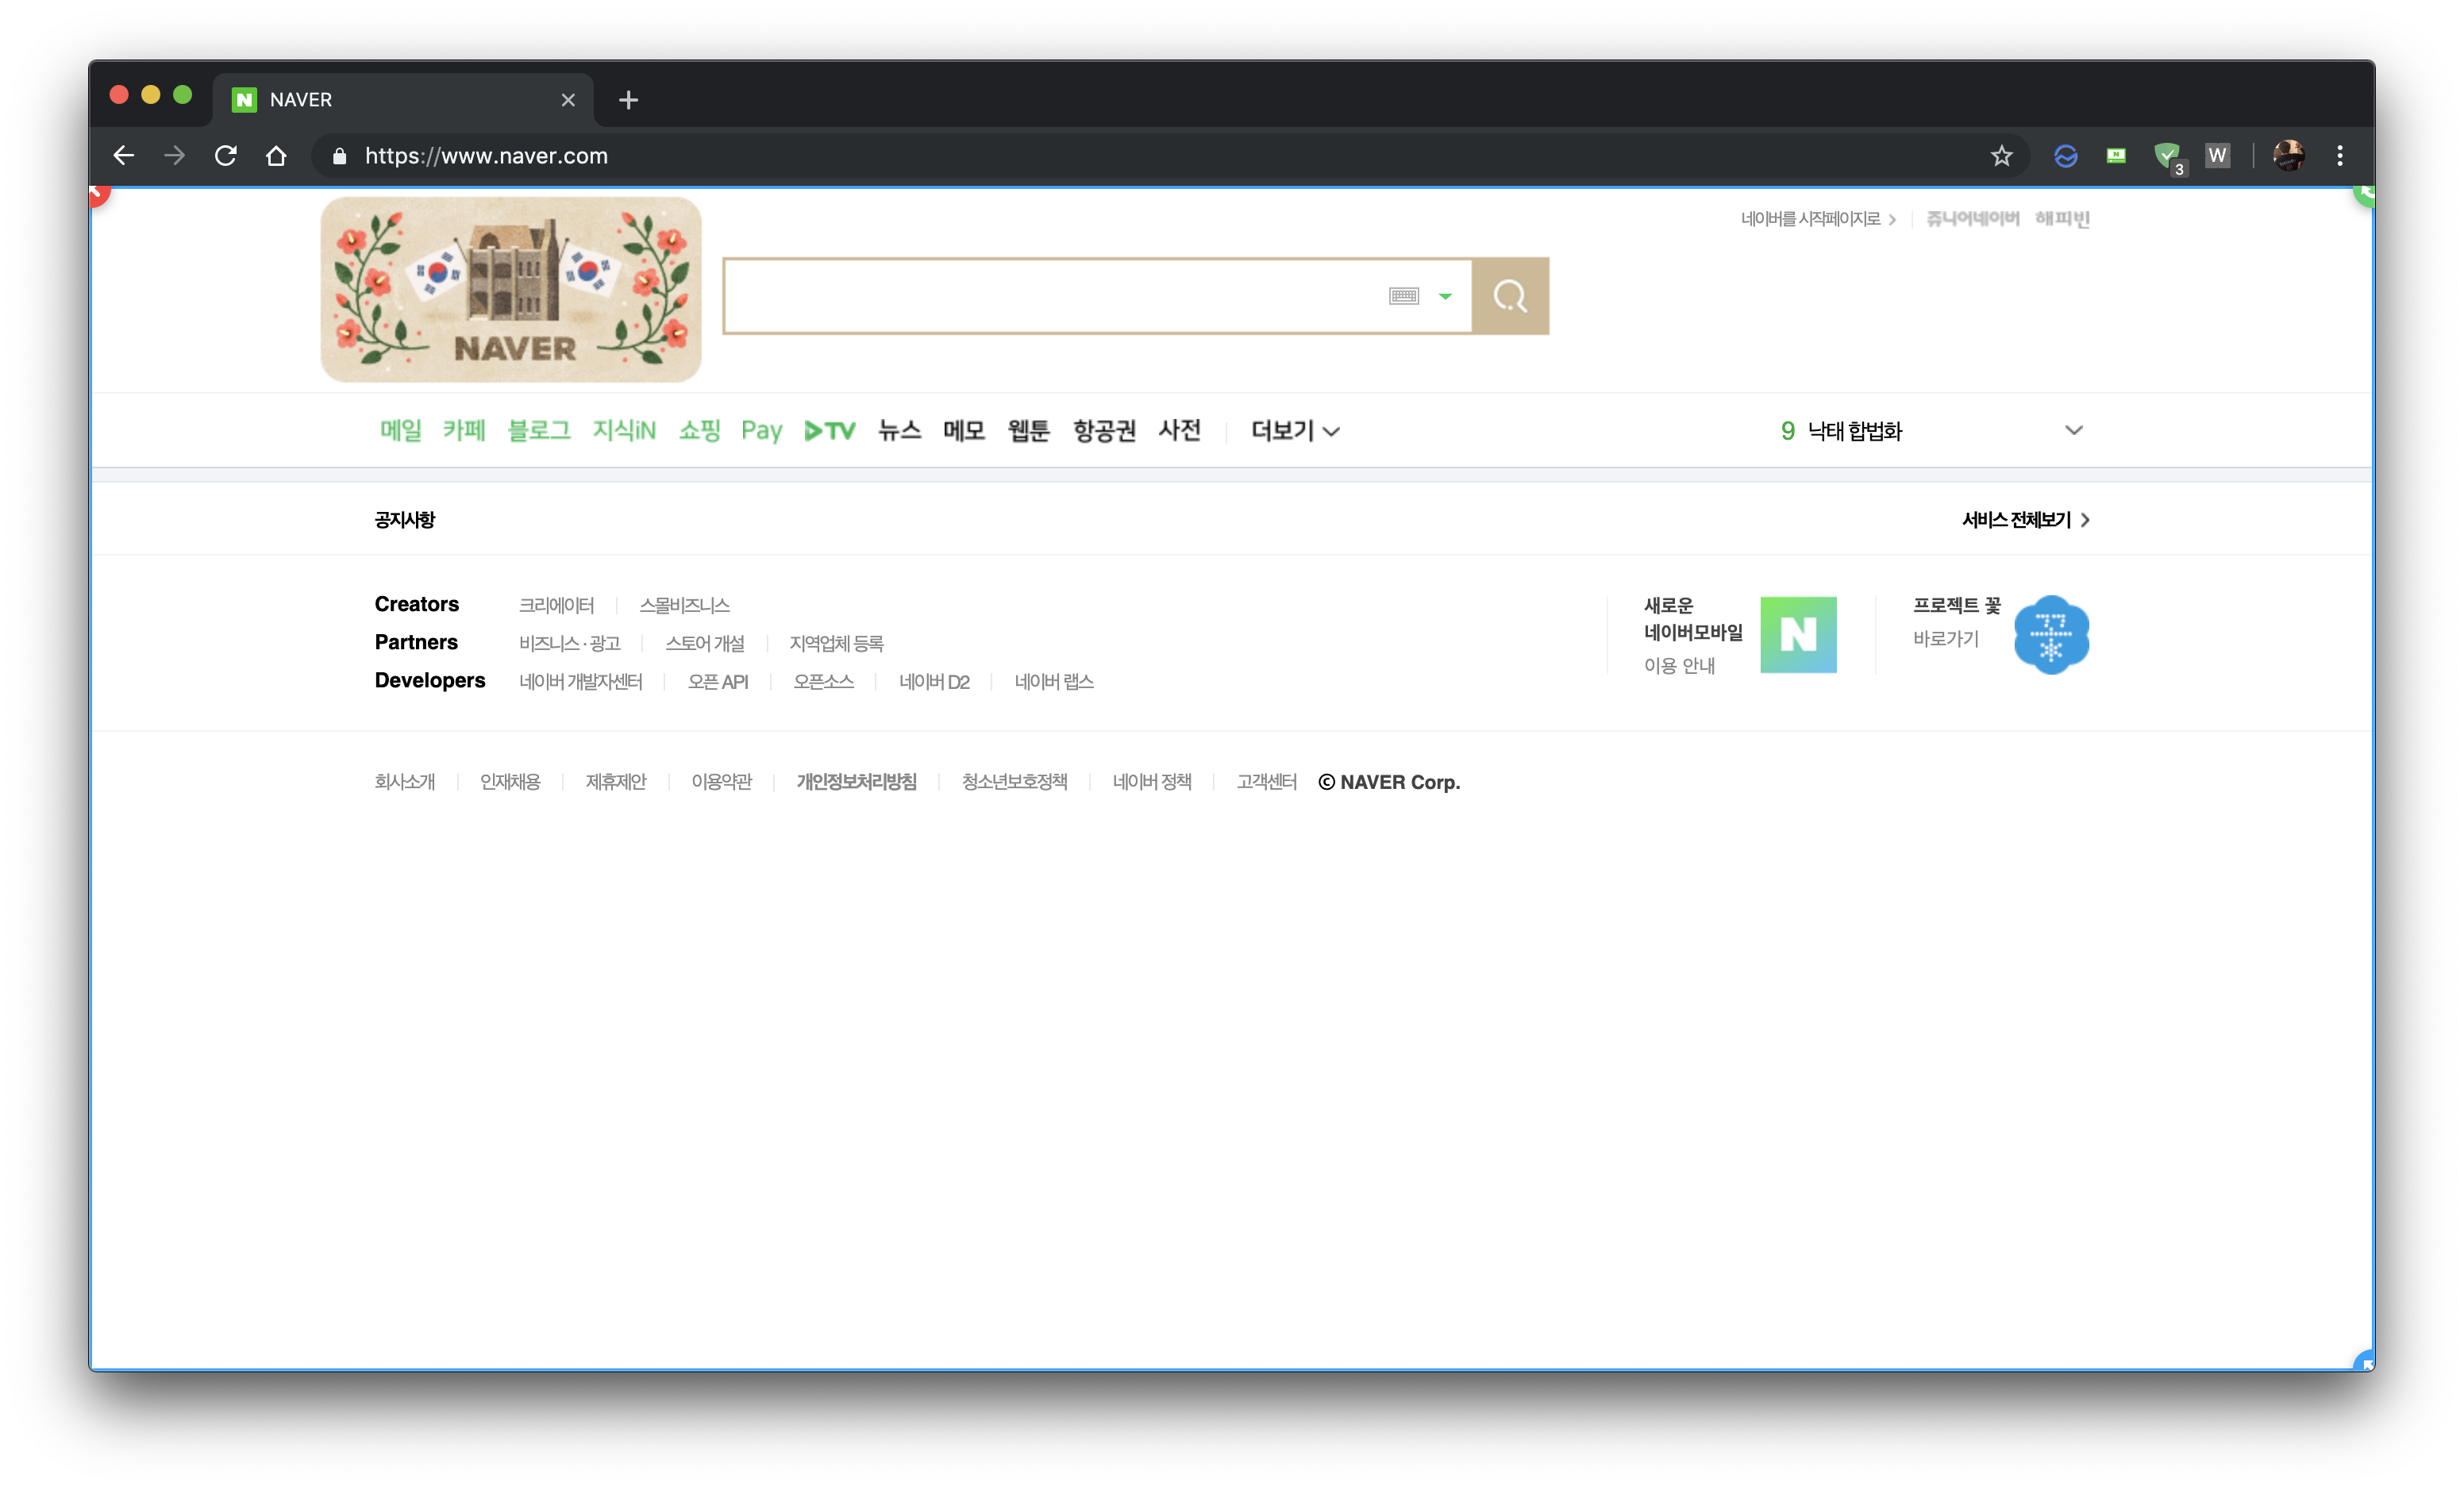 NAVER
https://www.naver.com
3
W
네이버를 시작페이지로
쥬니어네이버 해피빈
NAVER
메일 카페 블로그 지식iN 쇼핑 Pay TV 뉴스 메모 웹툰 항공권 사전 더보기
9 낙태 합법화
공지사항
서비스 전체보기
Creators 크리에이터 스몰비즈니스
Partners 비즈니스 · 광고 스토어 개설 지역업체 등록
Developers 네이버 개발자센터 오픈 API 오픈소스 네이버 D2 네이버 랩스
새로운
네이버모바일
이용 안내
N
프로젝트 꽃
바로가기
꽃
회사소개 인재채용 제휴제안 이용약관 개인정보처리방침 청소년보호정책 네이버 정책 고객센터 ⓒ NAVER Corp.